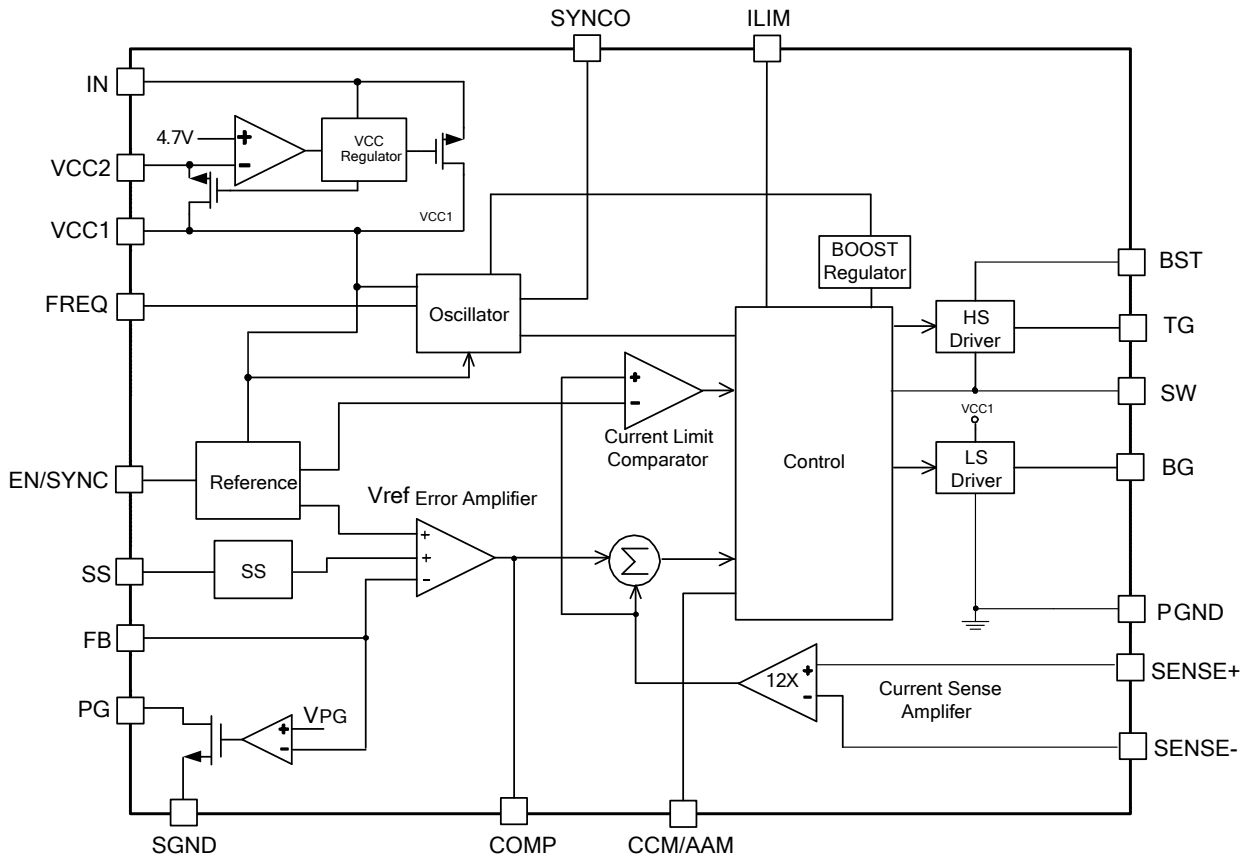 SYNCO
ILIM
IN
4.7V
+
-
VCC
Regulator
VCC2
VCC1
VCC1
BOOST
Regulator
BST
FREQ
Oscillator
HS
Driver
TG
+
-
SW
Current Limit
Comparator
VCC1
Control
LS
Driver
BG
EN/SYNC
Reference
Vref Error Amplifier
+
+
-
SS
SS
Σ
PGND
FB
12X
+
-
SENSE+
Current Sense
Amplifer
PG
VPG
+
-
SENSE-
SGND
COMP
CCM/AAM